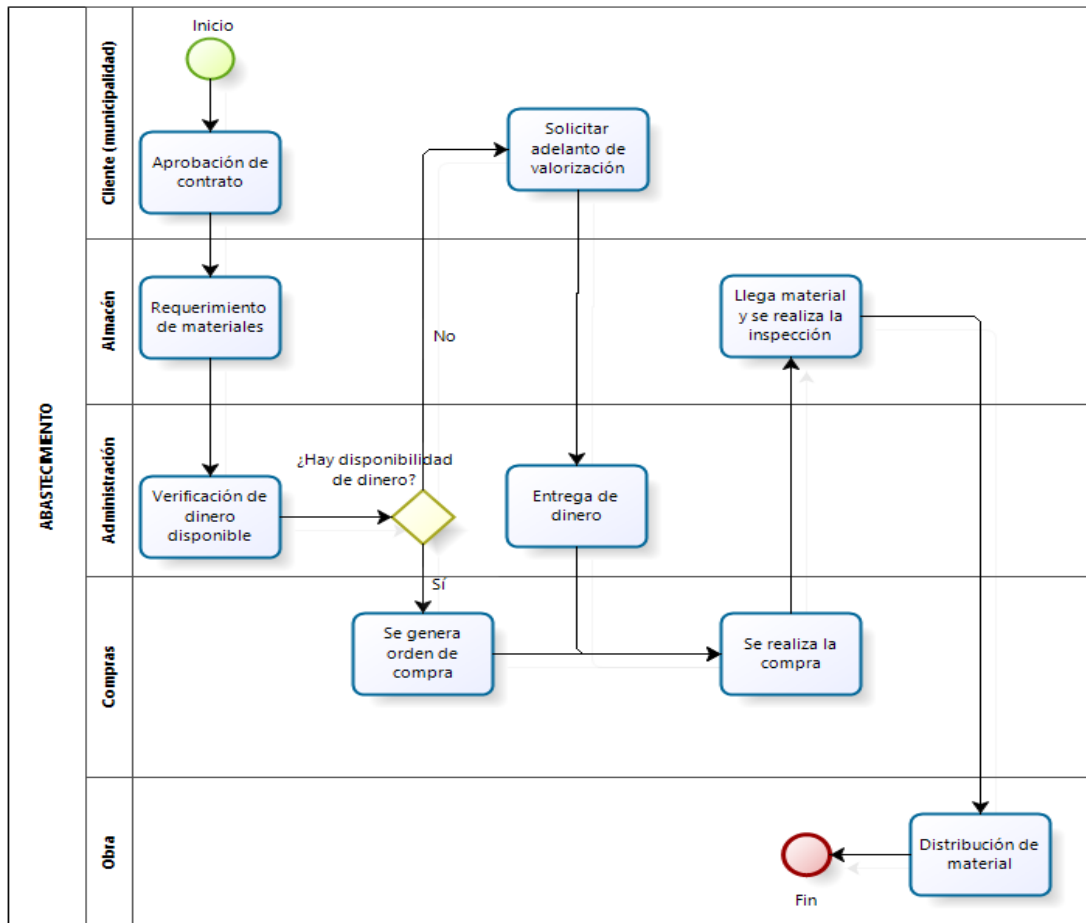 ABASTECIMIENTO
Cliente (municipalidad)
Inicio
Aprobación de
contrato
Solicitar
adelanto de
valorización
Almacén
Requerimiento
de materiales
No
Llega material
y se realiza la
inspección
Administración
Verificación de
dinero
disponible
¿Hay disponibilidad
de dinero?
Entrega de
dinero
Sí
Compras
Se genera
orden de
compra
Se realiza la
compra
Obra
Fin
Distribución de
material